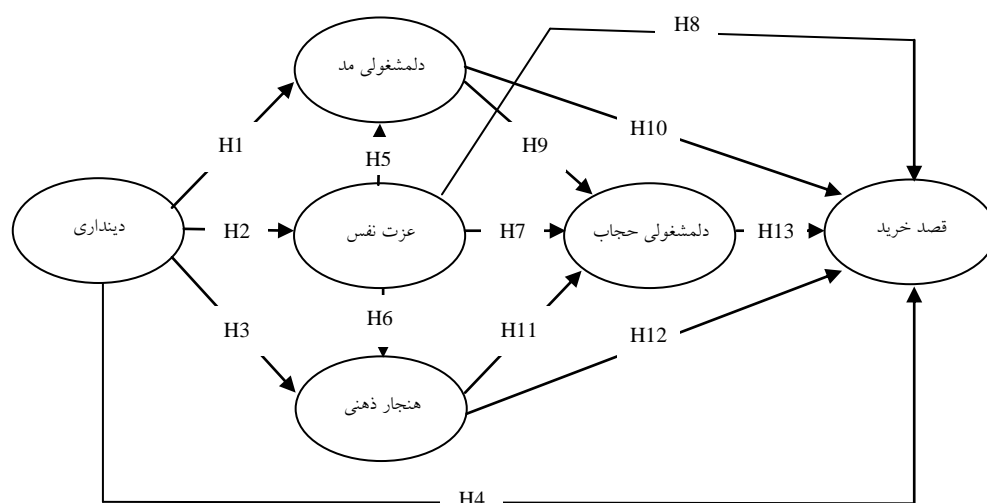 H8
دلمشغولی مد
H10
H1
H9
H5
دینداری
H2
عزت نفس
H7
دلمشغولی حجاب
H13
قصد خرید
H6
H3
H11
H12
هنجار ذهنی
H4